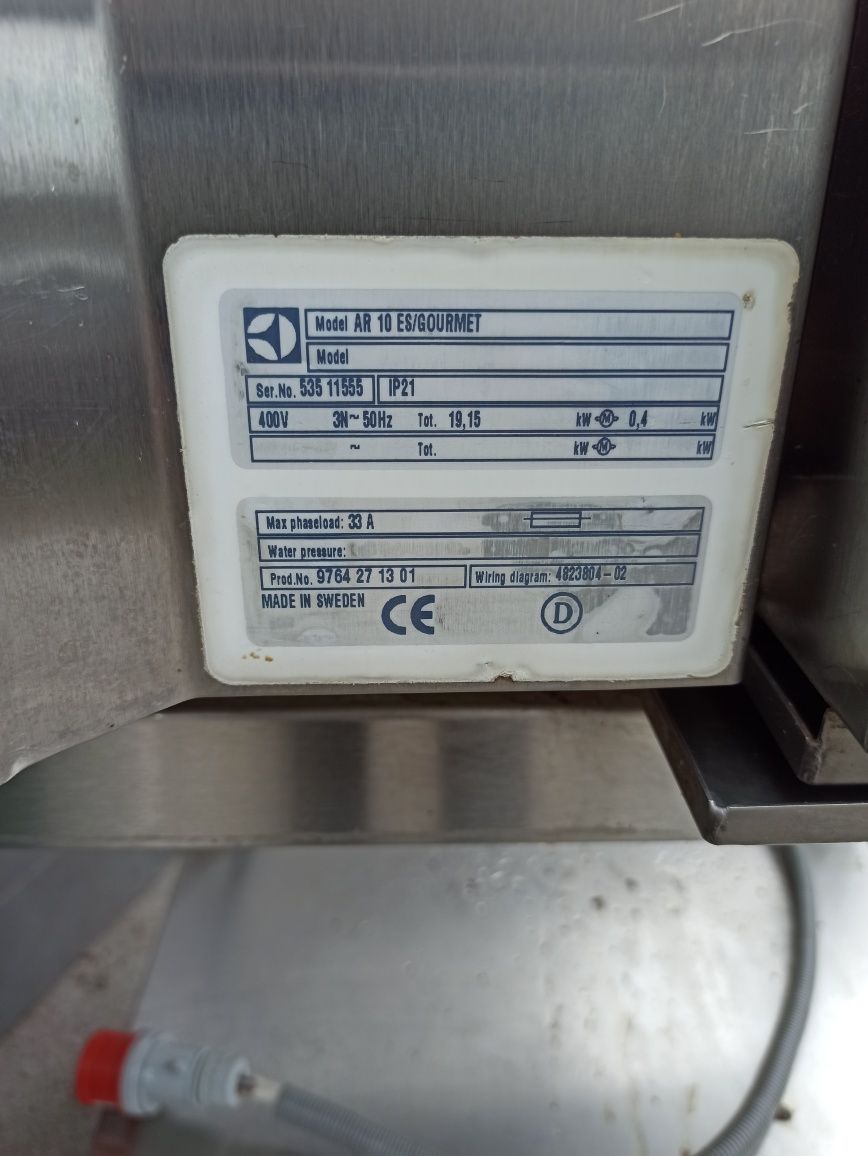 Model AR 10 ES/GOURMET
Model
Ser.No. 535 11555 IP21
400V 3N~ 50Hz Tot. 19,15 kW M 0,4 kW
~ Tot. kW M kW
Max phaseload: 33 A
Water pressure:
Prod.No. 9764 27 13 01 Wiring diagram: 4823804-02
MADE IN SWEDEN CE D